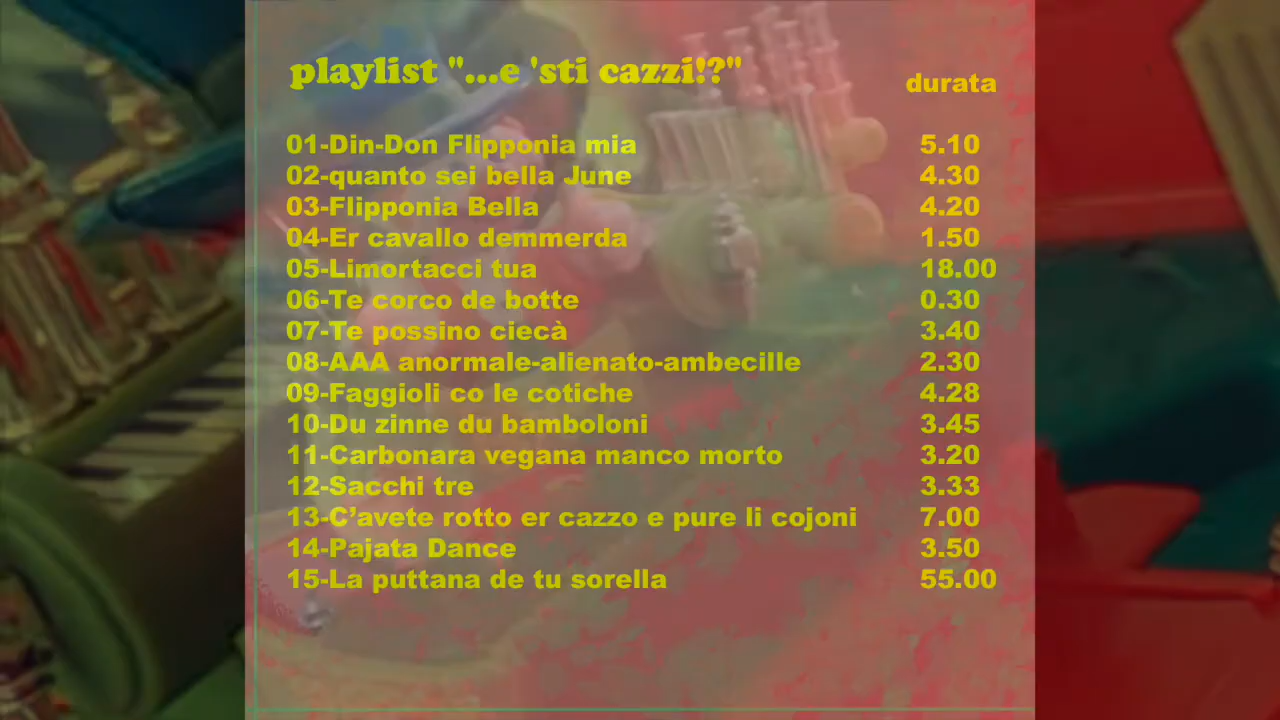 playlist "...e 'sti cazzi!?"
durata
01-Din-Don Flipponia mia 5.10
02-quanto sei bella June 4.30
03-Flipponia Bella 4.20
04-Er cavallo demmerda 1.50
05-Limortacci tua 18.00
06-Te corco de botte 0.30
07-Te possino ciecà 3.40
08-AAA anormale-alienato-ambecille 2.30
09-Faggioli co le cotiche 4.28
10-Du zinne du bamboloni 3.45
11-Carbonara vegana manco morto 3.20
12-Sacchi tre 3.33
13-C’avete rotto er cazzo e pure li cojoni 7.00
14-Pajata Dance 3.50
15-La puttana de tu sorella 55.00